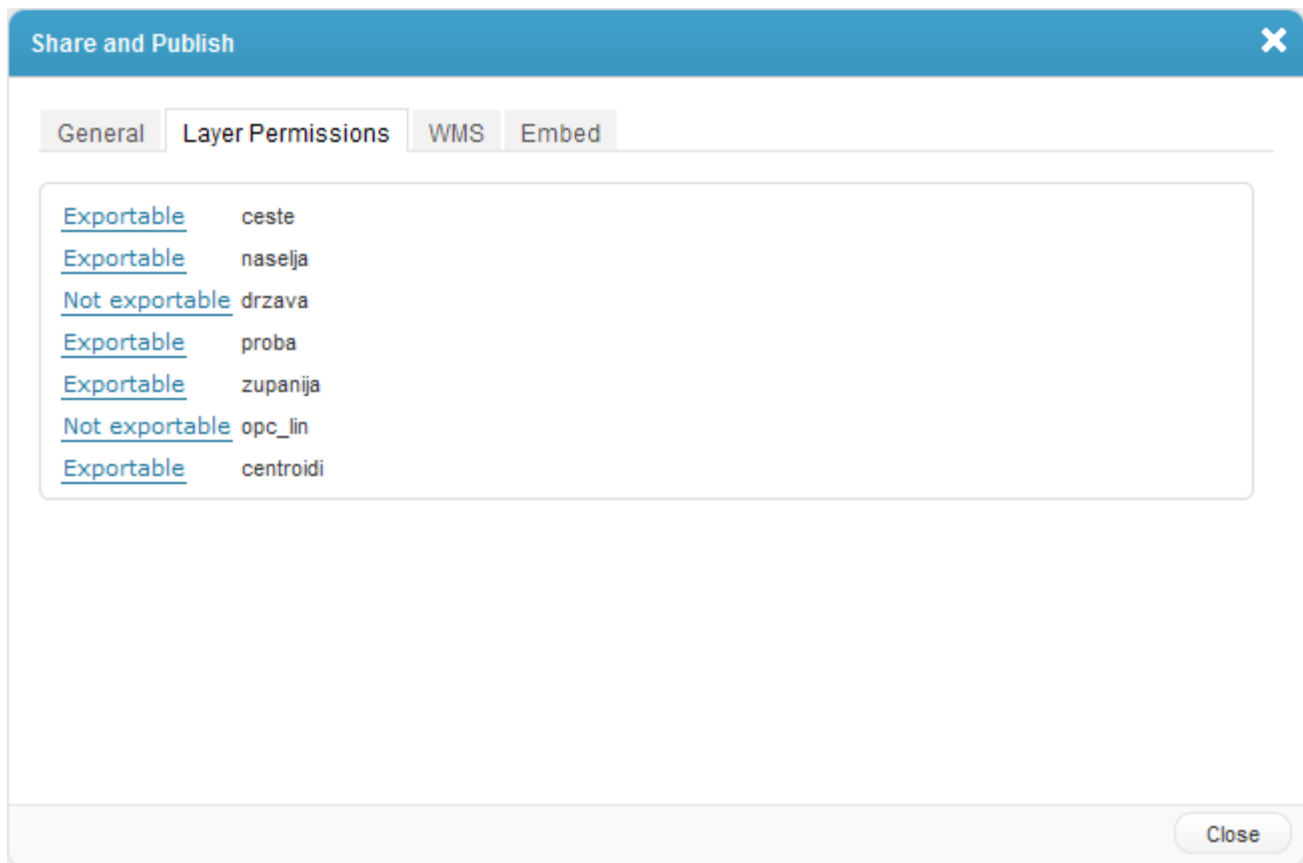 Share and Publish
General Layer Permissions WMS Embed
Exportable ceste
Exportable naselja
Not exportable drzava
Exportable proba
Exportable zupanija
Not exportable opc_lin
Exportable centroidi
Close